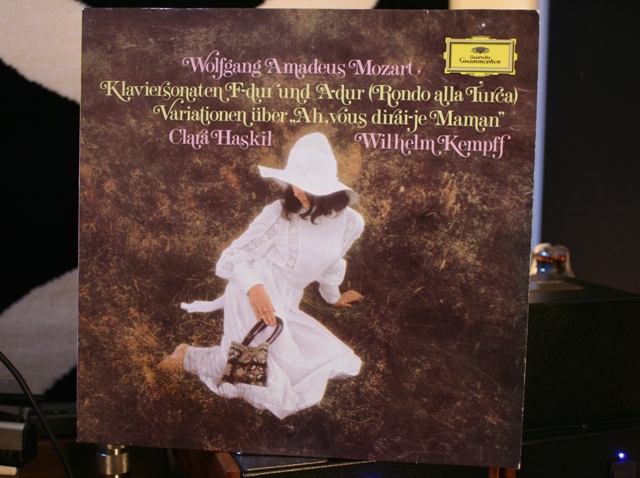 Deutsche
Grammophon
Wolfgang Amadeus Mozart
Klaviersonaten F-dur und A-dur (Rondo alla Turca)
Variationen über „Ah, vous dirai-je Maman"
Clara Haskil Wilhelm Kempff